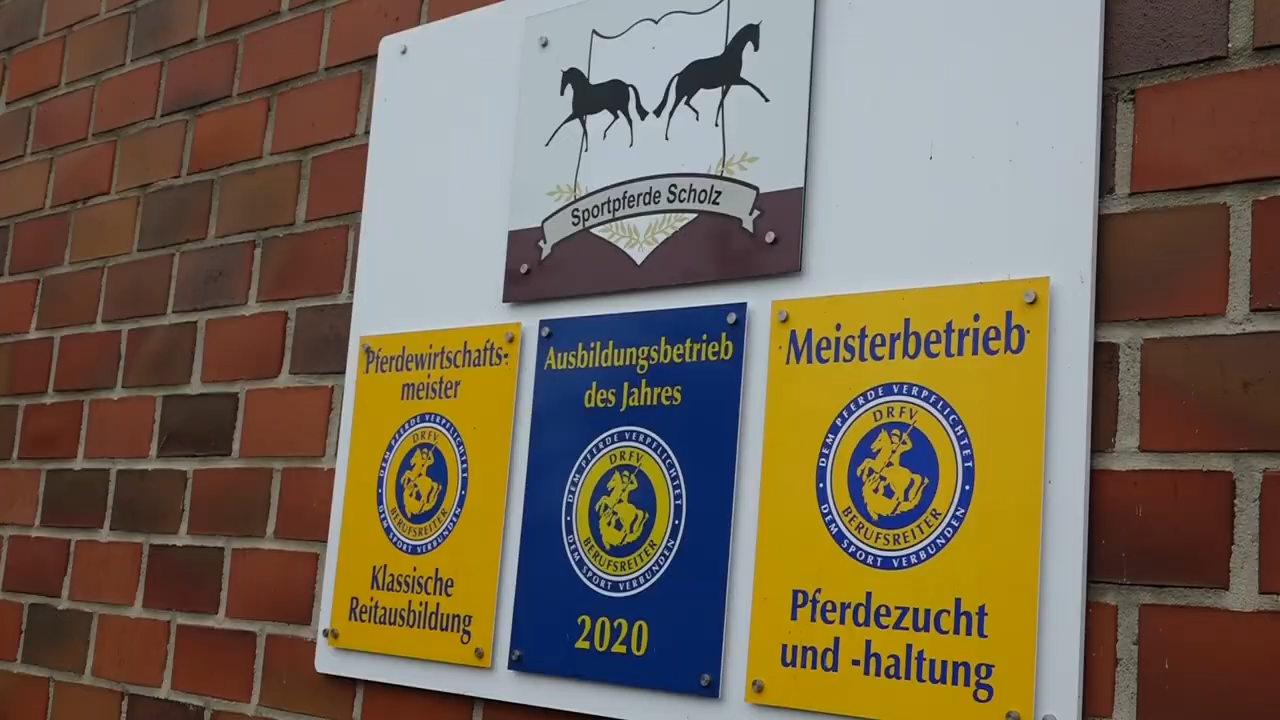 Sportpferde Scholz
Pferdewirtschafts-
meister
DEM PFERDE VERPFLICHTET
DRFV
BERUFSREITER
DEM SPORT VERBUNDEN
Klassische
Reitausbildung
Ausbildungsbetrieb
des Jahres
DEM PFERDE VERPFLICHTET
DRFV
BERUFSREITER
DEM SPORT VERBUNDEN
2020
Meisterbetrieb
DEM PFERDE VERPFLICHTET
DRFV
BERUFSREITER
DEM SPORT VERBUNDEN
Pferdezucht
und -haltung